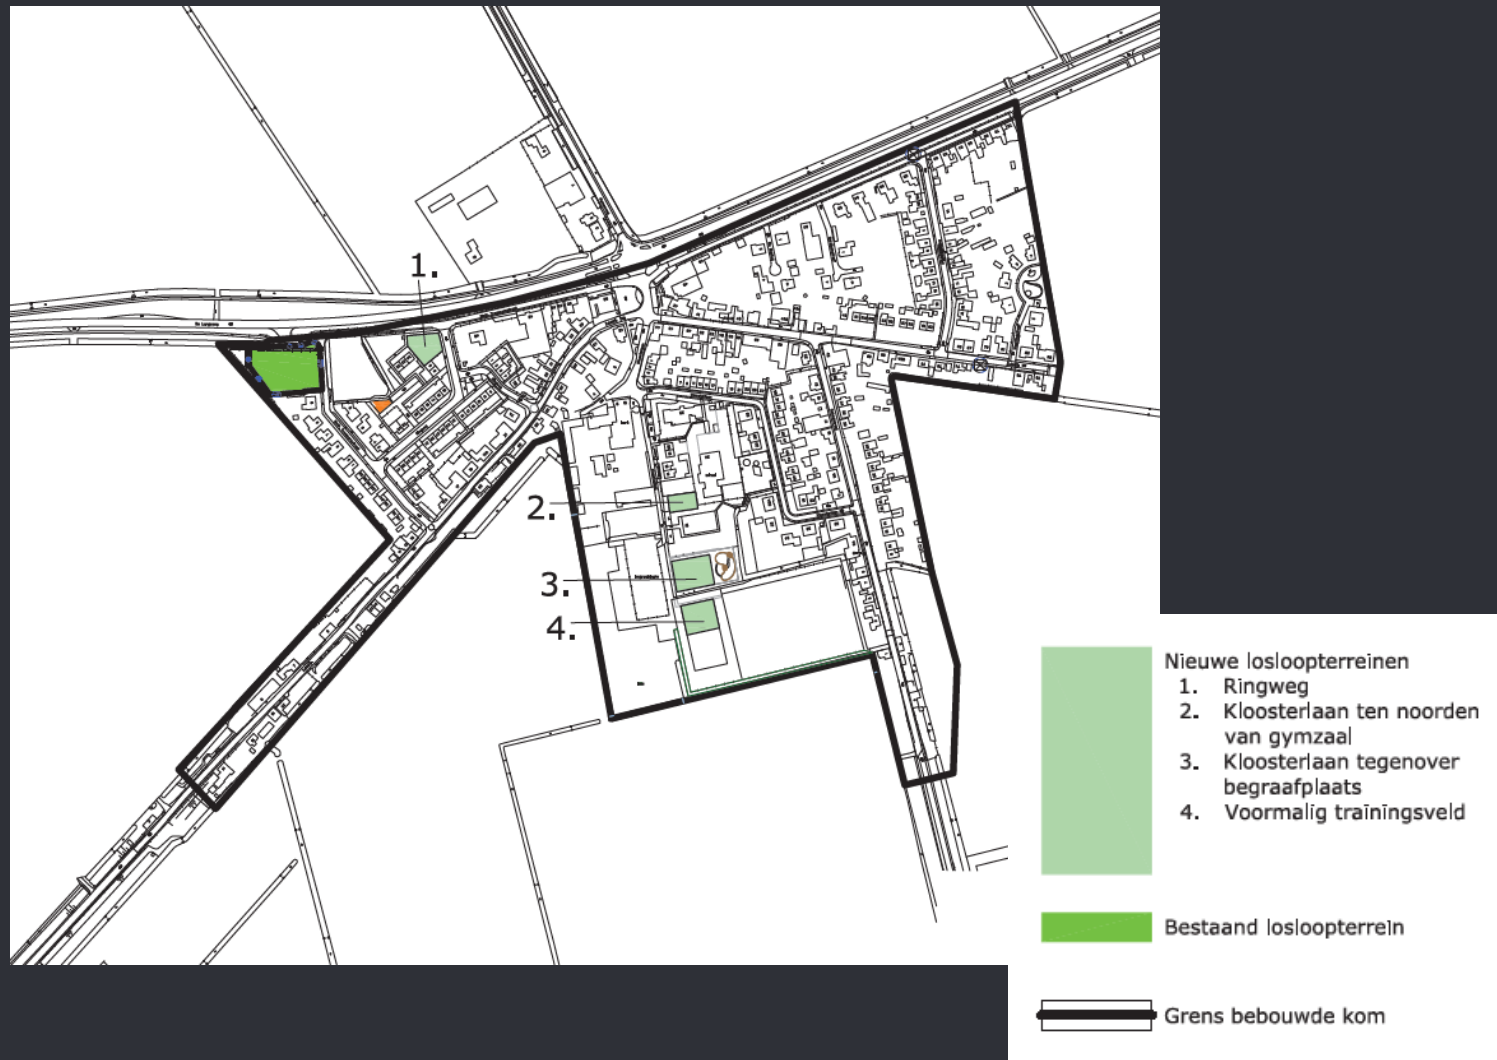 1.
2.
3.
4.
Nieuwe losloopterreinen
1. Ringweg
2. Kloosterlaan ten noorden
van gymzaal
3. Kloosterlaan tegenover
begraafplaats
4. Voormalig trainingsveld
Bestaand losloopterrein
Grens bebouwde kom